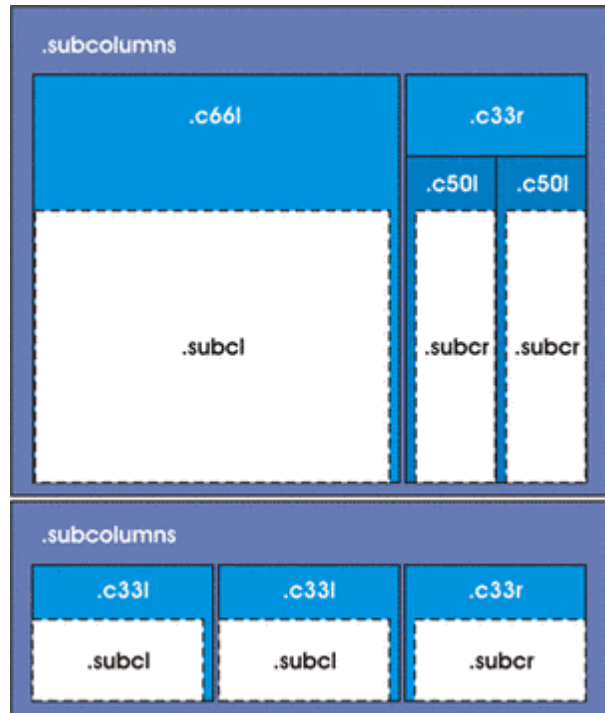 .subcolumns
.c66l
.c33r
.c50l
.c50l
.subcl
.subcr
.subcr
.subcolumns
.c33l
.c33l
.c33r
.subcl
.subcl
.subcr